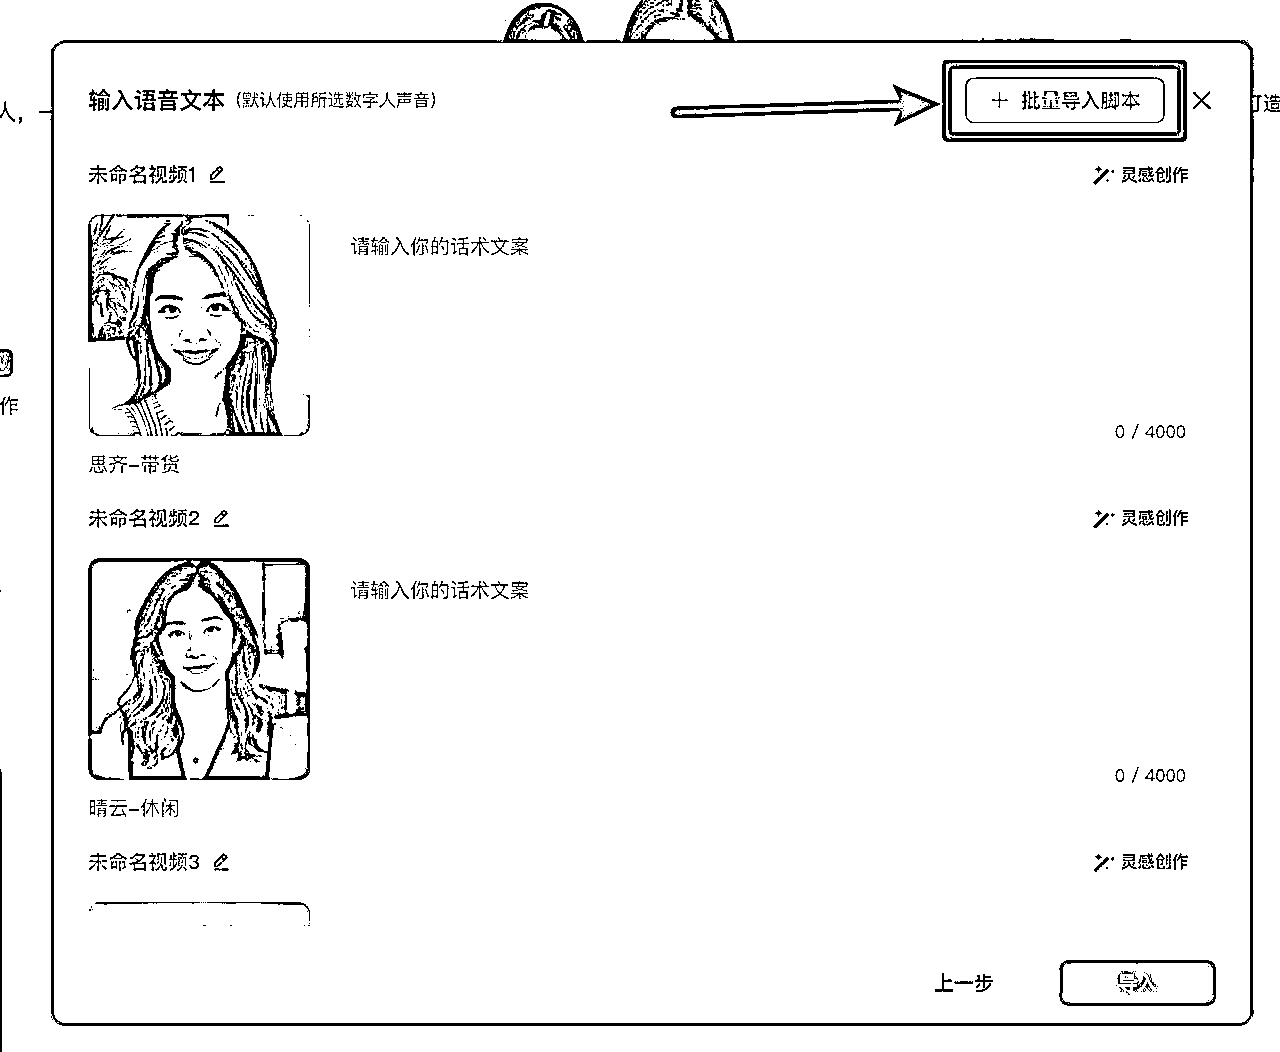 输入语音文本 (默认使用所选数字人声音)
+ 批量导入脚本
人，
打造
未命名视频1
灵感创作
请输入你的话术文案
作
0 / 4000
思齐-带货
未命名视频2
灵感创作
请输入你的话术文案
0 / 4000
晴云-休闲
未命名视频3
灵感创作
上一步
导入